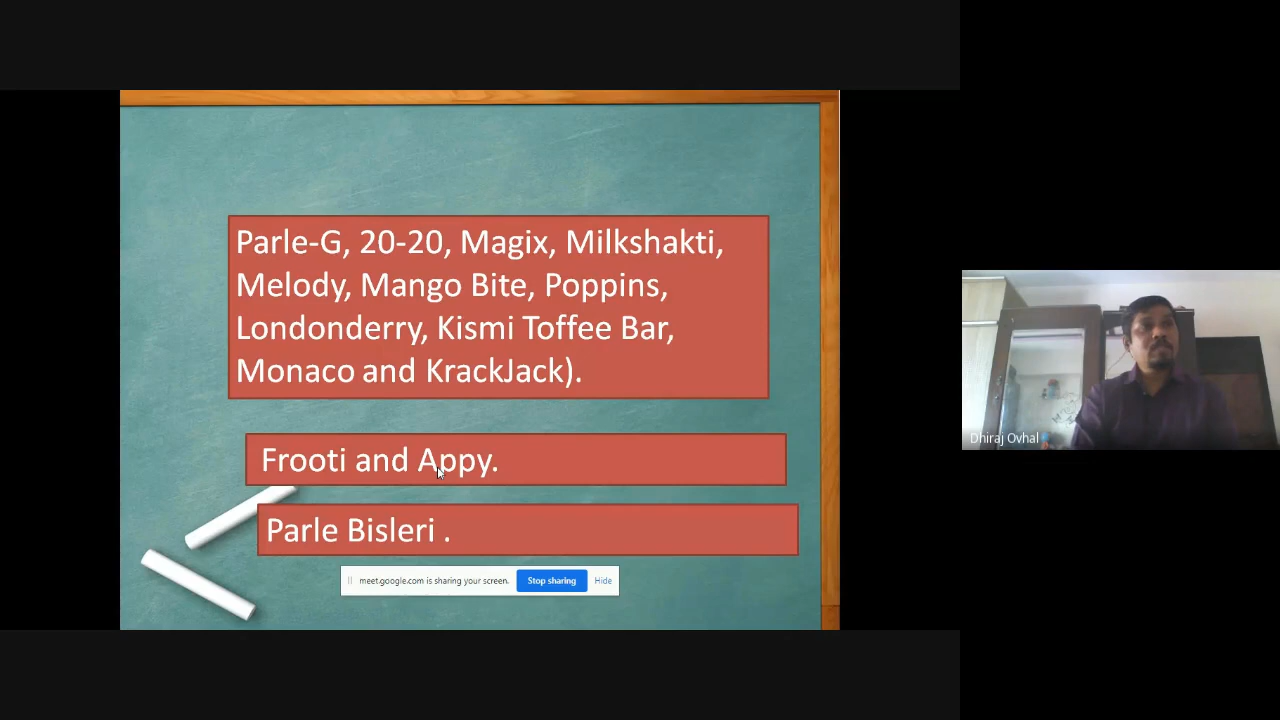 Parle-G, 20-20, Magix, Milkshakti,
Melody, Mango Bite, Poppins,
Londonderry, Kismi Toffee Bar,
Monaco and KrackJack).
Frooti and Appy.
Parle Bisleri .
meet.google.com is sharing your screen. Stop sharing Hide
Dhiraj Ovhal